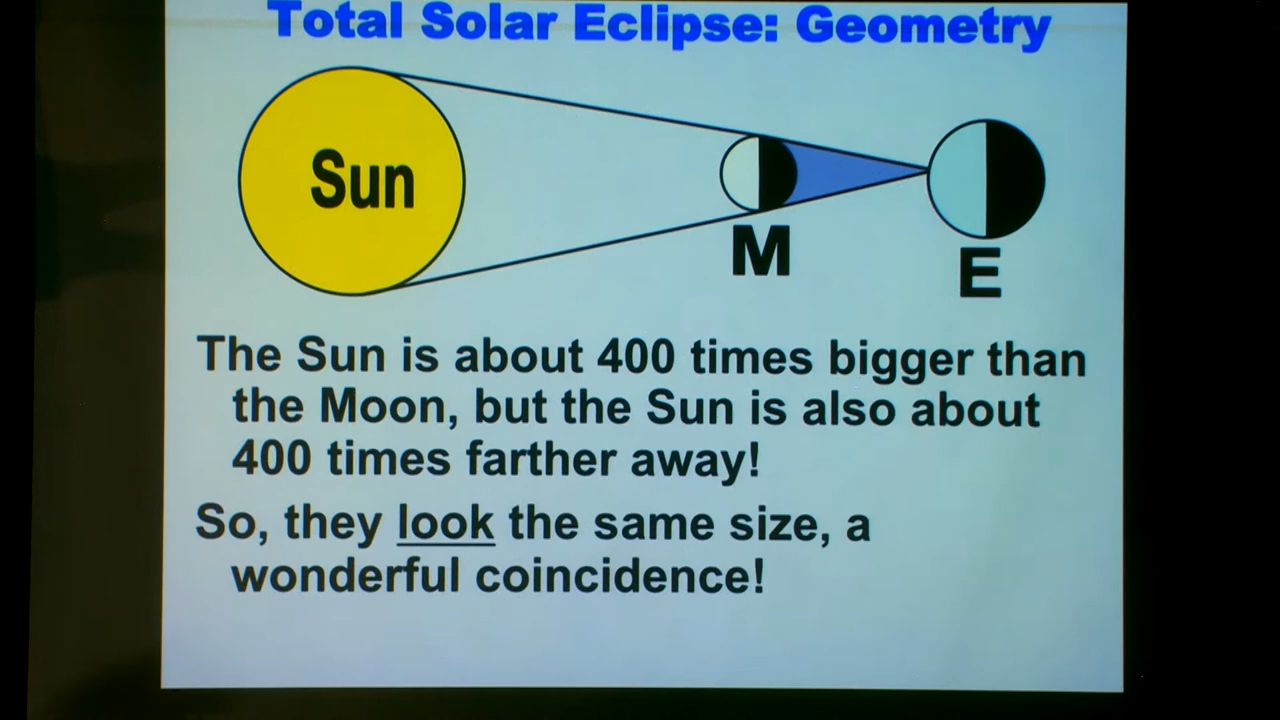 Total Solar Eclipse: Geometry
Sun
M
E
The Sun is about 400 times bigger than
the Moon, but the Sun is also about
400 times farther away!
So, they look the same size, a
wonderful coincidence!